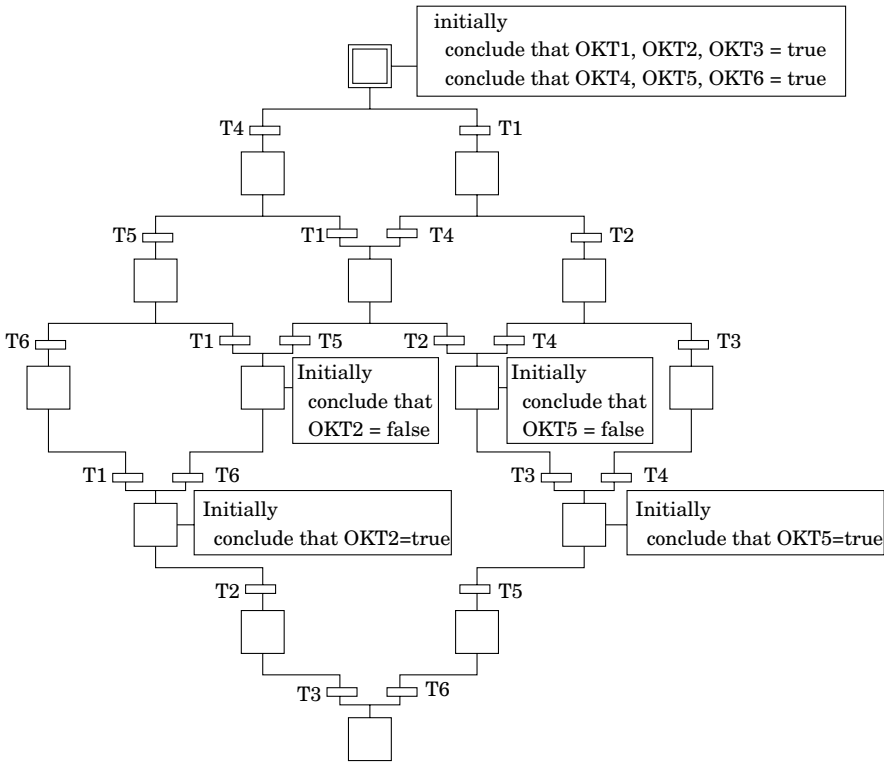 initially
conclude that OKT1, OKT2, OKT3 = true
conclude that OKT4, OKT5, OKT6 = true
T4
T1
T5
T1
T4
T2
T6
T1
T5
T2
T4
T3
Initially
conclude that
OKT2 = false
Initially
conclude that
OKT5 = false
T1
T6
T3
T4
Initially
conclude that OKT2=true
Initially
conclude that OKT5=true
T2
T5
T3
T6